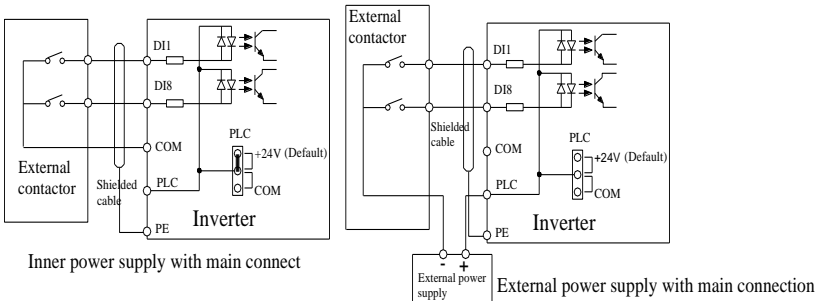 DI1
DI8
COM
PLC
+24V (Default)
COM
External
contactor
Shielded
cable
PLC
Inverter
PE
Inner power supply with main connect
External
contactor
DI1
DI8
Shielded
cable
COM
PLC
+24V (Default)
COM
PLC
Inverter
PE
- +
External power
supply
External power supply with main connection